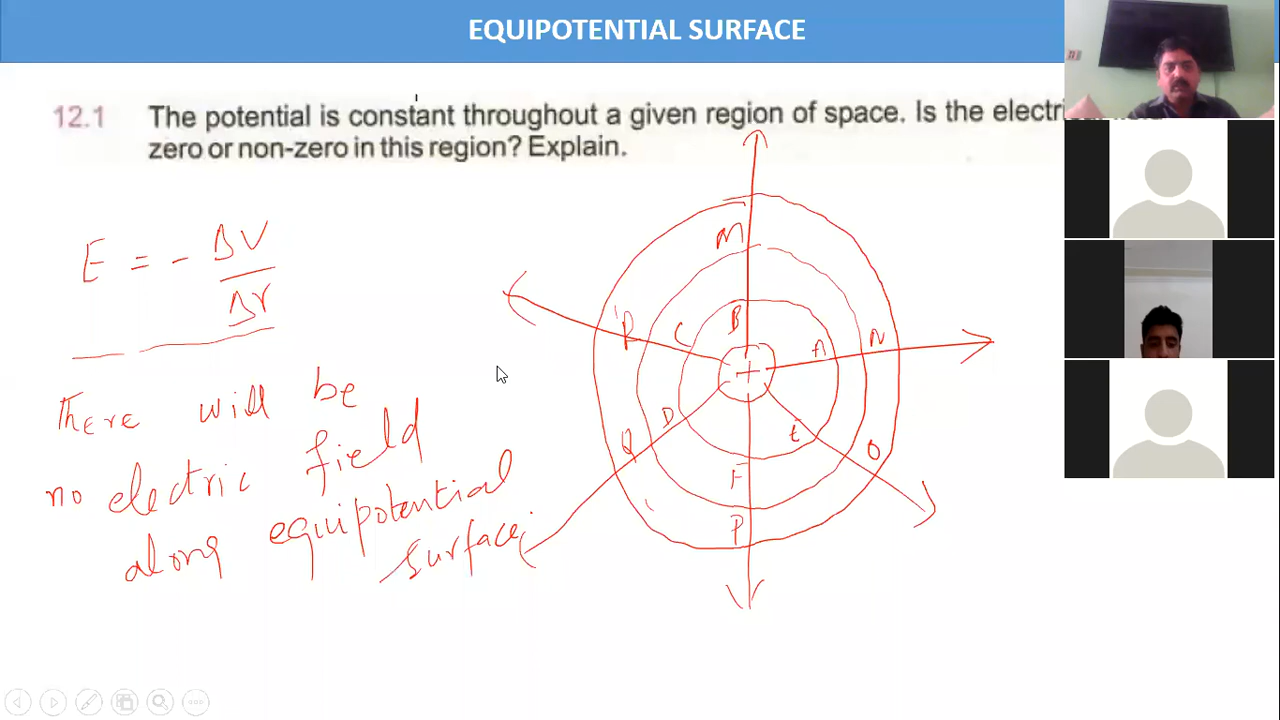 EQUIPOTENTIAL SURFACE
12.1 The potential is constant throughout a given region of space. Is the electri
zero or non-zero in this region? Explain.
E = - ΔV
Δr
There will be
no electric field
along equipotential
surface.
M
B
R C A N
+
Q D E O
F
P